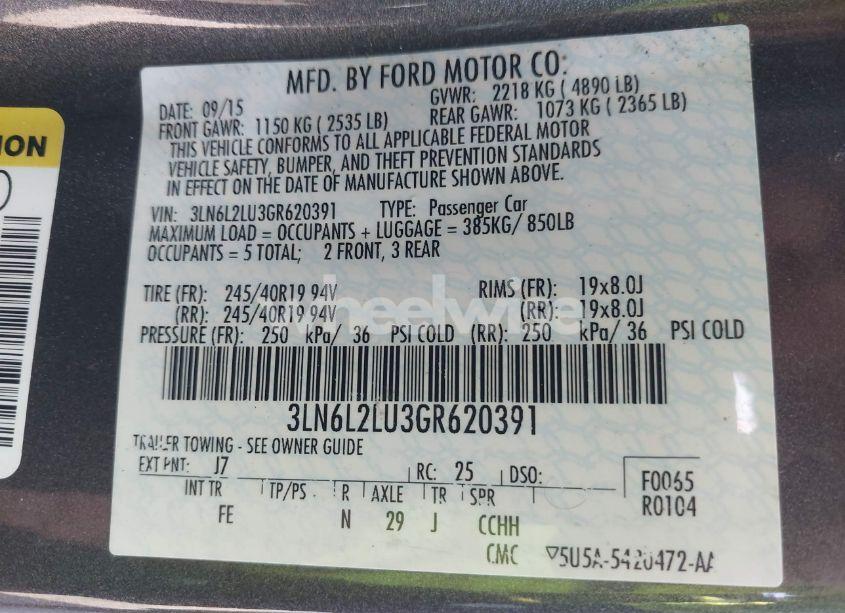 MFD. BY FORD MOTOR CO.
DATE: 09/15 GVWR: 2218 KG ( 4890 LB)
FRONT GAWR: 1150 KG ( 2535 LB) REAR GAWR: 1073 KG ( 2365 LB)
THIS VEHICLE CONFORMS TO ALL APPLICABLE FEDERAL MOTOR
VEHICLE SAFETY, BUMPER, AND THEFT PREVENTION STANDARDS
IN EFFECT ON THE DATE OF MANUFACTURE SHOWN ABOVE.
VIN: 3LN6L2LU3GR620391 TYPE: Passenger Car
MAXIMUM LOAD = OCCUPANTS + LUGGAGE = 385KG/ 850LB
OCCUPANTS = 5 TOTAL; 2 FRONT, 3 REAR
TIRE (FR): 245/40R19 94V RIMS (FR): 19x8.0J
(RR): 245/40R19 94V (RR): 19x8.0J
wheelwire
PRESSURE (FR): 250 kPa/ 36 PSI COLD (RR): 250 kPa/ 36 PSI COLD
3LN6L2LU3GR620391
TRAILER TOWING - SEE OWNER GUIDE
EXT PNT: J7 RC: 25 DSO: F0065
INT TR TP/PS R AXLE TR SPR R0104
FE N 29 J CCHH
CMC ▽5U5A-5420472-AA
ION